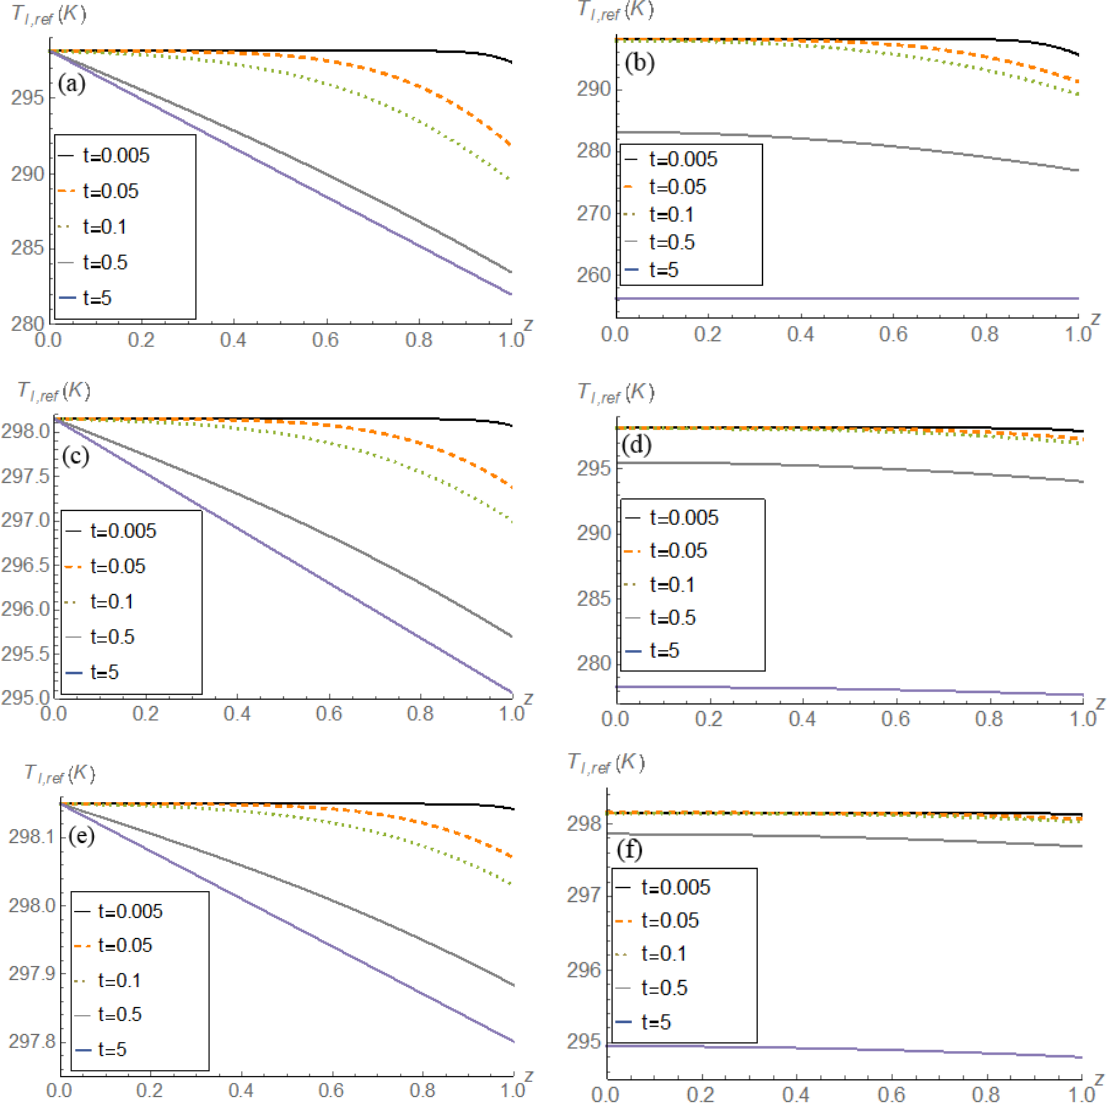 T_{l,ref}(K)
(a)
295
290
285
280
t=0.005
t=0.05
t=0.1
t=0.5
t=5
0.0 0.2 0.4 0.6 0.8 1.0 z
T_{l,ref}(K)
(b)
290
280
270
260
t=0.005
t=0.05
t=0.1
t=0.5
t=5
0.0 0.2 0.4 0.6 0.8 1.0 z
T_{l,ref}(K)
298.0
(c)
297.5
297.0
296.5
296.0
295.5
295.0
t=0.005
t=0.05
t=0.1
t=0.5
t=5
0.0 0.2 0.4 0.6 0.8 1.0 z
T_{l,ref}(K)
(d)
295
290
285
280
t=0.005
t=0.05
t=0.1
t=0.5
t=5
0.0 0.2 0.4 0.6 0.8 1.0 z
T_{l,ref}(K)
298.1
(e)
298.0
297.9
297.8
t=0.005
t=0.05
t=0.1
t=0.5
t=5
0.0 0.2 0.4 0.6 0.8 1.0 z
T_{l,ref}(K)
298
(f)
297
296
295
t=0.005
t=0.05
t=0.1
t=0.5
t=5
0.0 0.2 0.4 0.6 0.8 1.0 z